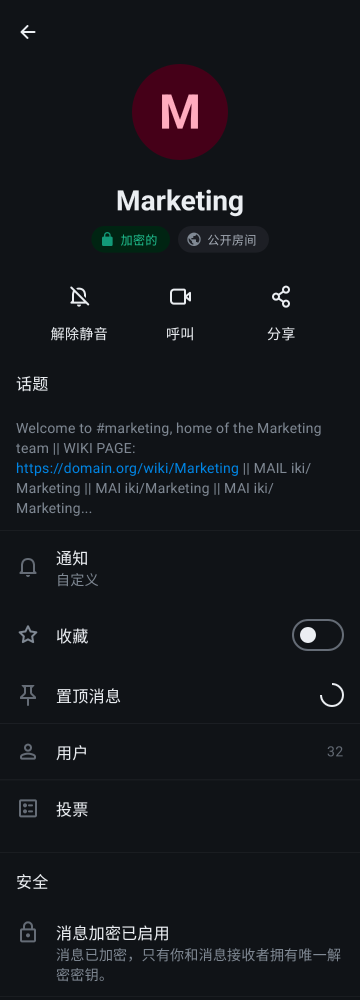 M
Marketing
加密的
公开房间
解除静音
呼叫
分享
话题
Welcome to #marketing, home of the Marketing
team || WIKI PAGE:
https://domain.org/wiki/Marketing || MAIL iki/
Marketing || MAI iki/Marketing || MAI iki/
Marketing...
通知
自定义
收藏
置顶消息
用户
32
投票
安全
消息加密已启用
消息已加密，只有你和消息接收者拥有唯一解
密密钥。